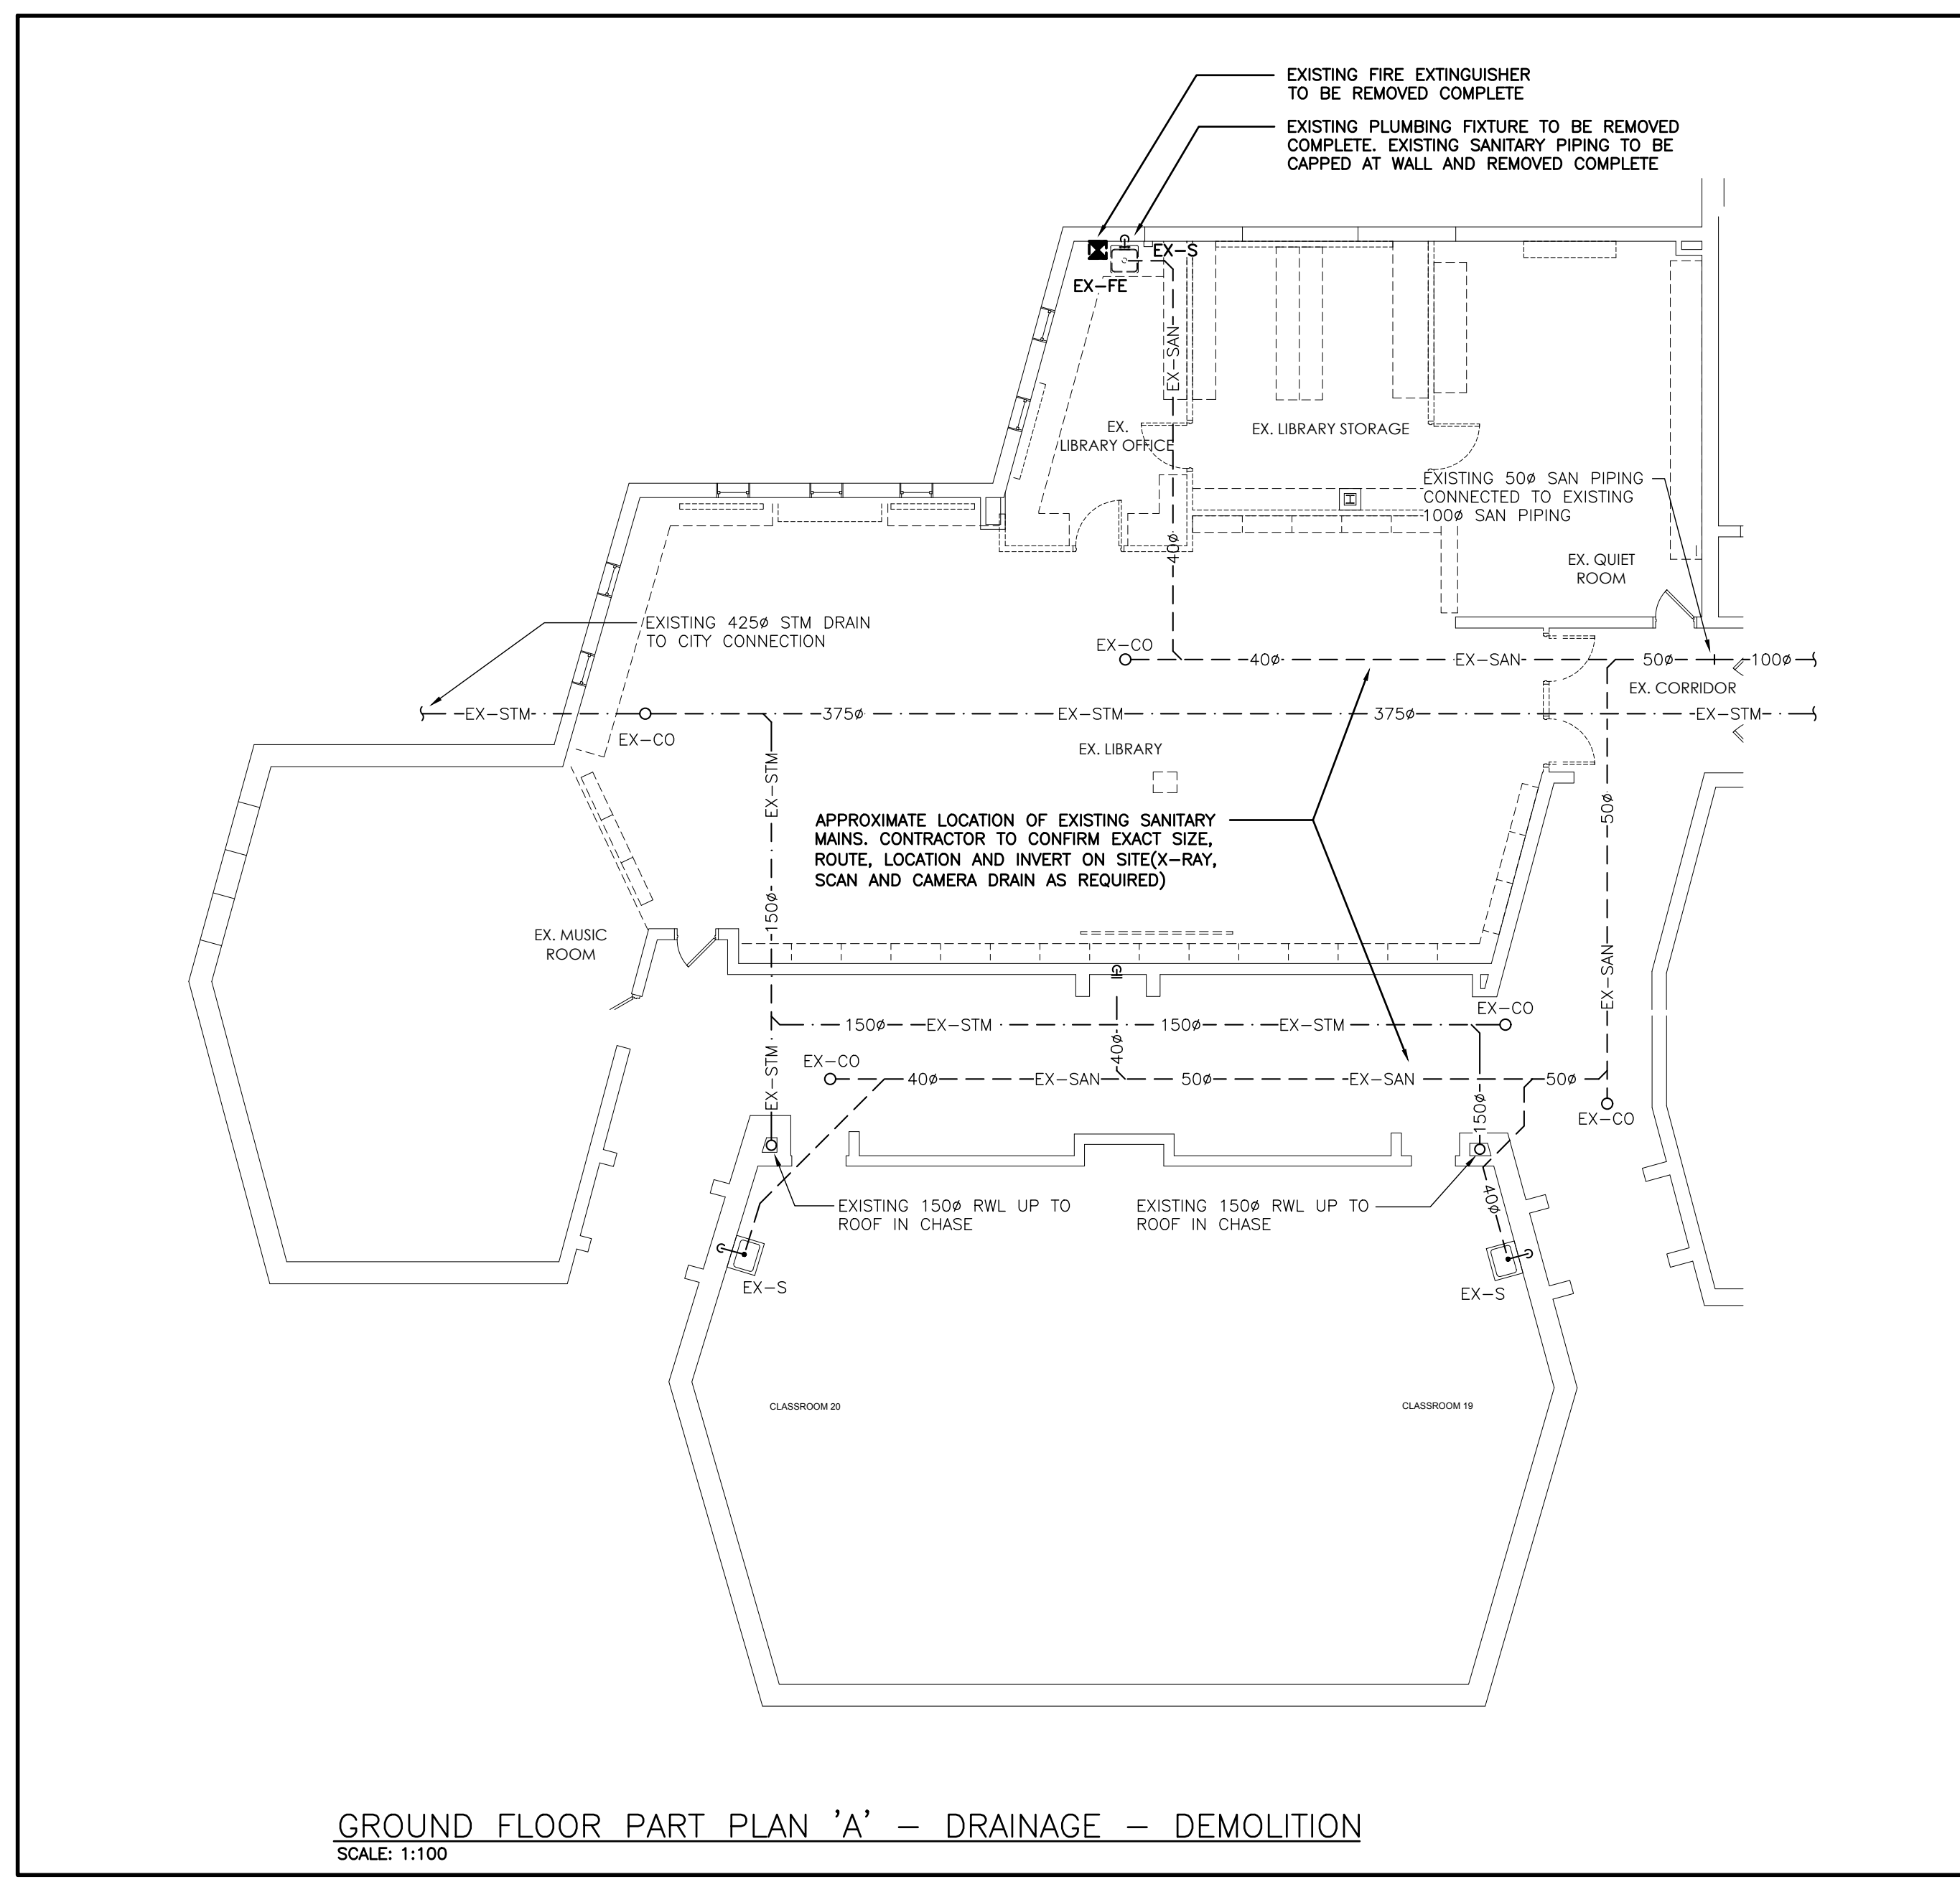 EXISTING FIRE EXTINGUISHER
TO BE REMOVED COMPLETE
EXISTING PLUMBING FIXTURE TO BE REMOVED
COMPLETE. EXISTING SANITARY PIPING TO BE
CAPPED AT WALL AND REMOVED COMPLETE
EX-S
EX-FE
EX-SAN
EX.
LIBRARY OFFICE
EX. LIBRARY STORAGE
EXISTING 50ø SAN PIPING
CONNECTED TO EXISTING
100ø SAN PIPING
H
40ø
EX. QUIET
ROOM
EXISTING 425ø STM DRAIN
TO CITY CONNECTION
EX-CO
40ø
EX-SAN
50ø
100ø
EX. CORRIDOR
EX-STM
375ø
EX-STM
375ø
EX-STM
EX-CO
EX. LIBRARY
EX-STM
50ø
APPROXIMATE LOCATION OF EXISTING SANITARY
MAINS. CONTRACTOR TO CONFIRM EXACT SIZE,
ROUTE, LOCATION AND INVERT ON SITE(X-RAY,
SCAN AND CAMERA DRAIN AS REQUIRED)
150ø
EX. MUSIC
ROOM
EX-SAN
EX-CO
150ø
EX-STM
150ø
EX-STM
40ø
EX-STM
EX-CO
40ø
EX-SAN
50ø
EX-SAN
50ø
150ø
EX-CO
EXISTING 150ø RWL UP TO
ROOF IN CHASE
EXISTING 150ø RWL UP TO
ROOF IN CHASE
40ø
EX-S
EX-S
CLASSROOM 20
CLASSROOM 19
GROUND FLOOR PART PLAN 'A' - DRAINAGE - DEMOLITION
SCALE: 1:100